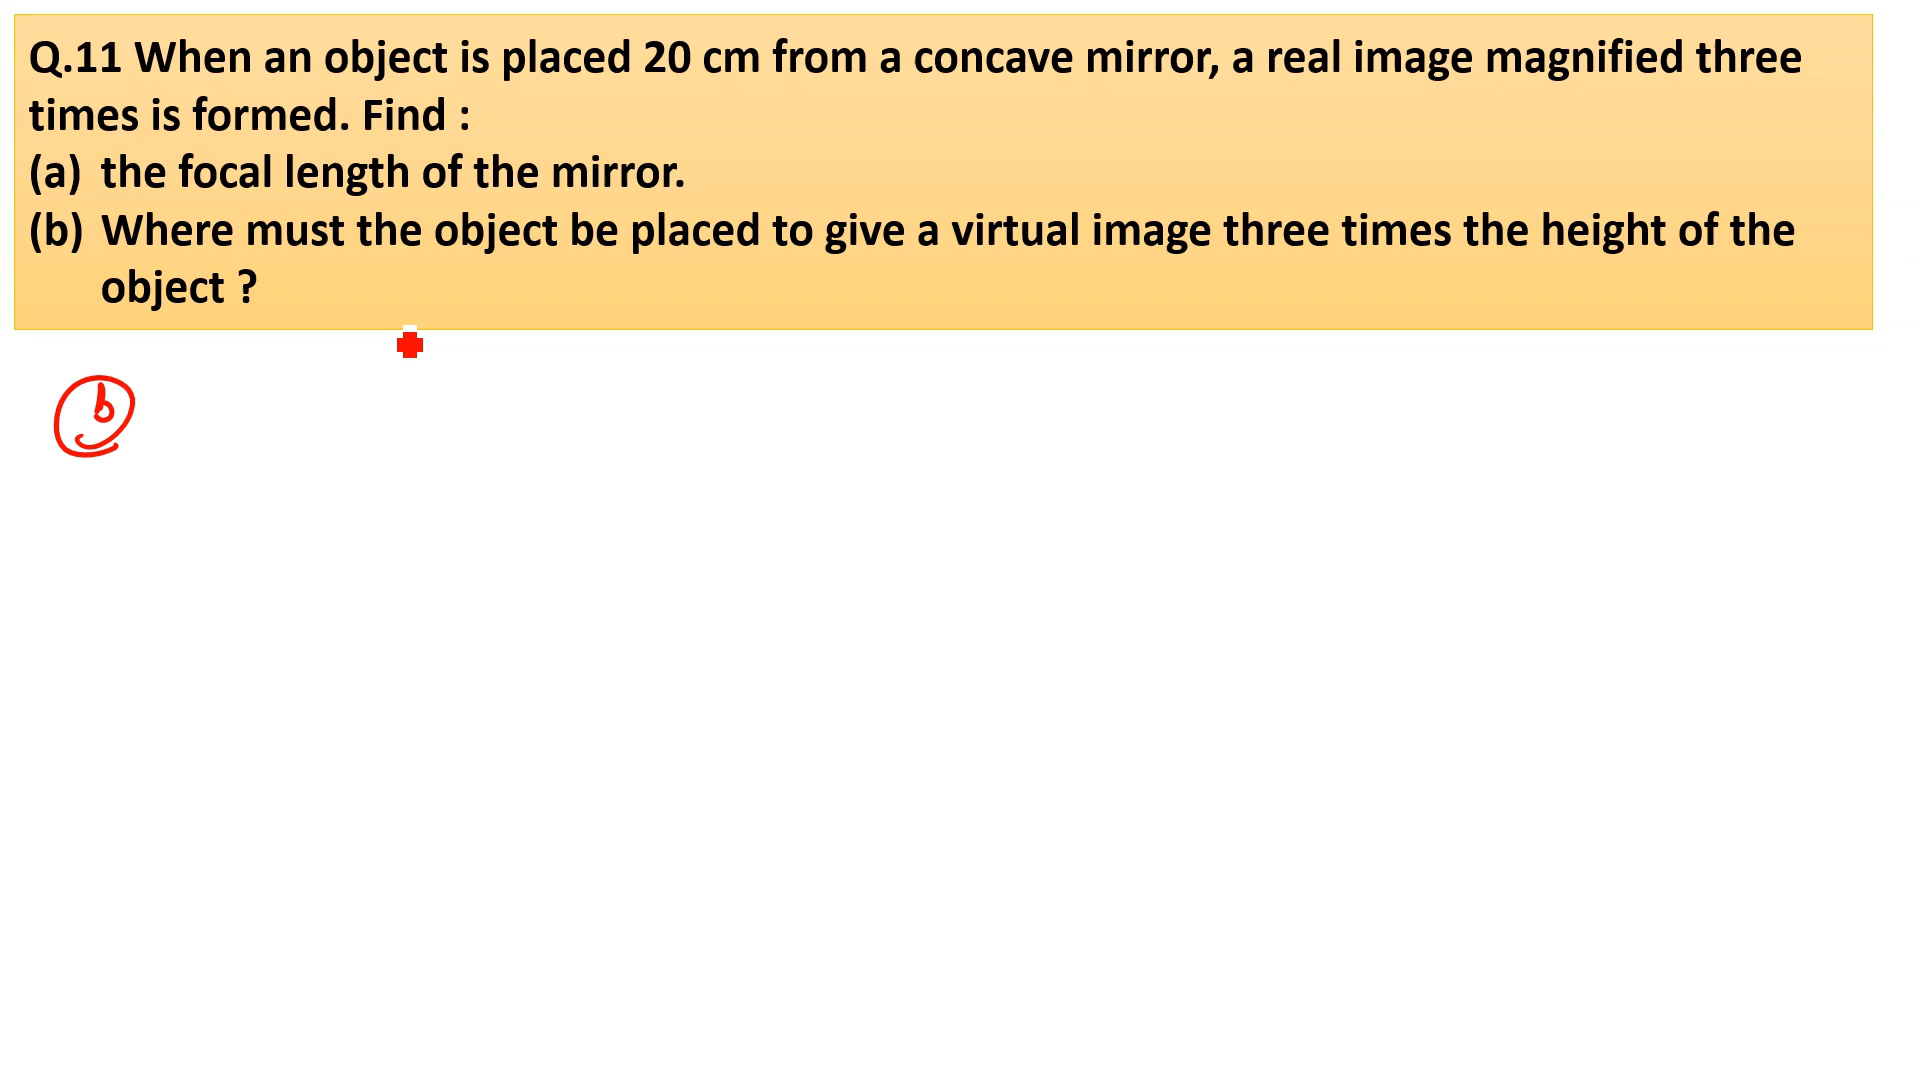 Q.11 When an object is placed 20 cm from a concave mirror, a real image magnified three
times is formed. Find :
(a) the focal length of the mirror.
(b) Where must the object be placed to give a virtual image three times the height of the
object ?
b